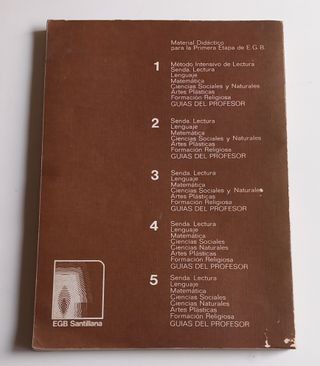 Material Didáctico
para la Primera Etapa de E.G.B.
1 Método Intensivo de Lectura
Senda. Lectura
Lenguaje
Matemática
Ciencias Sociales y Naturales
Artes Plásticas
Formación Religiosa
GUIAS DEL PROFESOR
2 Senda. Lectura
Lenguaje
Matemática
Ciencias Sociales y Naturales
Artes Plásticas
Formación Religiosa
GUIAS DEL PROFESOR
3 Senda. Lectura
Lenguaje
Matemática
Ciencias Sociales y Naturales
Artes Plásticas
Formación Religiosa
GUIAS DEL PROFESOR
4 Senda. Lectura
Lenguaje
Matemática
Ciencias Sociales
Ciencias Naturales
Artes Plásticas
Formación Religiosa
GUIAS DEL PROFESOR
5 Senda. Lectura
Lenguaje
Matemática
Ciencias Sociales
Ciencias Naturales
Artes Plásticas
Formación Religiosa
GUIAS DEL PROFESOR
EGB Santillana